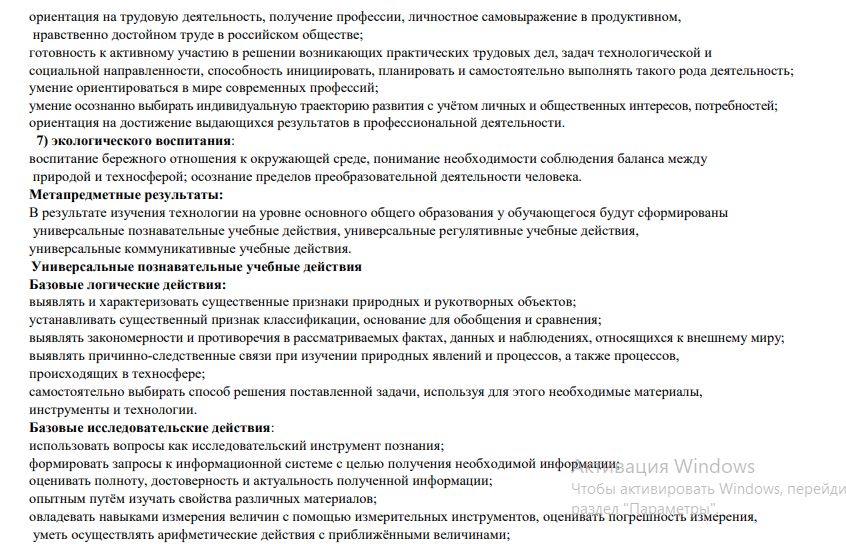 ориентация на трудовую деятельность, получение профессии, личностное самовыражение в продуктивном,
нравственно достойном труде в российском обществе;
готовность к активному участию в решении возникающих практических трудовых дел, задач технологической и
социальной направленности, способность инициировать, планировать и самостоятельно выполнять такого рода деятельность;
умение ориентироваться в мире современных профессий;
умение осознанно выбирать индивидуальную траекторию развития с учётом личных и общественных интересов, потребностей;
ориентация на достижение выдающихся результатов в профессиональной деятельности.
7) экологического воспитания:
воспитание бережного отношения к окружающей среде, понимание необходимости соблюдения баланса между
природой и техносферой; осознание пределов преобразовательной деятельности человека.
Метапредметные результаты:
В результате изучения технологии на уровне основного общего образования у обучающегося будут сформированы
универсальные познавательные учебные действия, универсальные регулятивные учебные действия,
универсальные коммуникативные учебные действия.
Универсальные познавательные учебные действия
Базовые логические действия:
выявлять и характеризовать существенные признаки природных и рукотворных объектов;
устанавливать существенный признак классификации, основание для обобщения и сравнения;
выявлять закономерности и противоречия в рассматриваемых фактах, данных и наблюдениях, относящихся к внешнему миру;
выявлять причинно-следственные связи при изучении природных явлений и процессов, а также процессов,
происходящих в техносфере;
самостоятельно выбирать способ решения поставленной задачи, используя для этого необходимые материалы,
инструменты и технологии.
Базовые исследовательские действия:
использовать вопросы как исследовательский инструмент познания;
формировать запросы к информационной системе с целью получения необходимой информации;
оценивать полноту, достоверность и актуальность полученной информации;
опытным путём изучать свойства различных материалов;
овладевать навыками измерения величин с помощью измерительных инструментов, оценивать погрешность измерения,
уметь осуществлять арифметические действия с приближёнными величинами;
Активация Windows
Чтобы активировать Windows, перейди
раздел "Параметры".